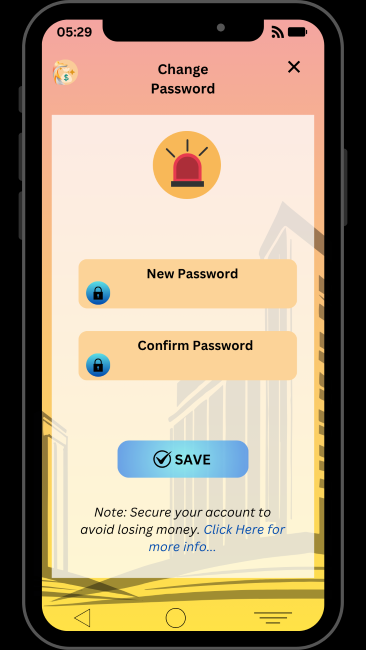 05:29
Change
Password
$
New Password
Confirm Password
SAVE
Note: Secure your account to
avoid losing money. Click Here for
more info...